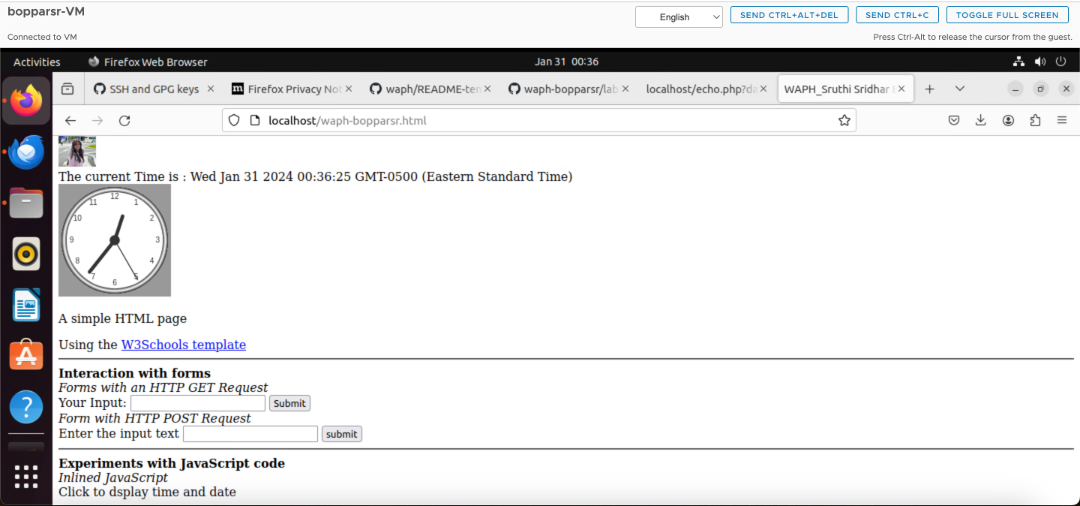 bopparsr-VM
English
SEND CTRL+ALT+DEL
SEND CTRL+C
TOGGLE FULL SCREEN
Connected to VM
Press Ctrl-Alt to release the cursor from the guest.
Activities
Firefox Web Browser
Jan 31 00:36
SSH and GPG keys
Firefox Privacy Not
waph/README-tem
waph-bopparsr/lab
localhost/echo.php?da
WAPH_Sruthi Sridhar
localhost/waph-bopparsr.html
The current Time is : Wed Jan 31 2024 00:36:25 GMT-0500 (Eastern Standard Time)
12
11 1
10 2
9 3
8 4
7 5
6
A simple HTML page
Using the W3Schools template
Interaction with forms
Forms with an HTTP GET Request
Your Input: Submit
Form with HTTP POST Request
Enter the input text submit
Experiments with JavaScript code
Inlined JavaScript
Click to dsplay time and date